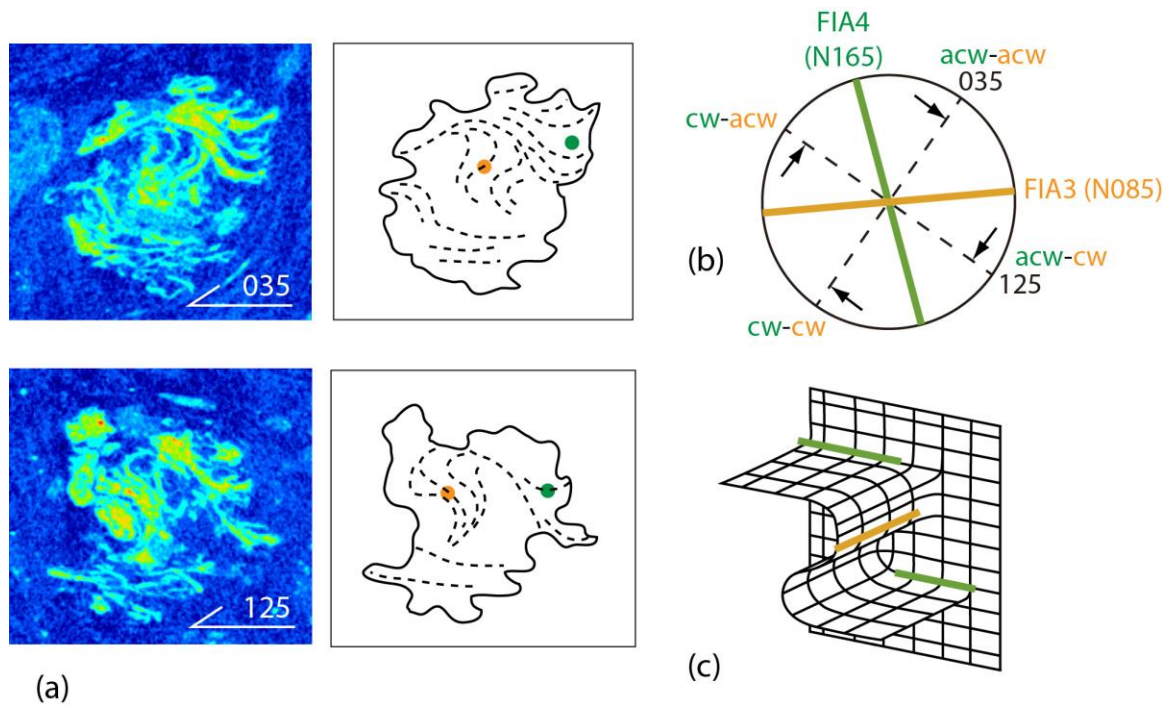 035
125
(a)
FIA4
(N165)
acw-acw
035
cw-acw
FIA3 (N085)
(b)
acw-cw
125
cw-cw
(c)